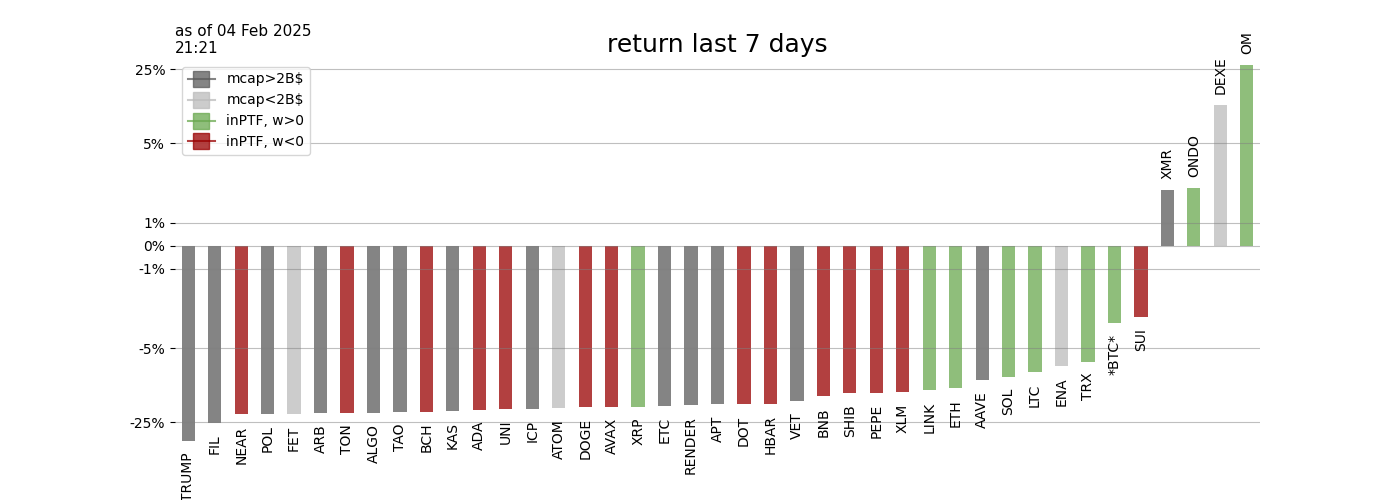 as of 04 Feb 2025
21:21
return last 7 days
mcap>2B$
mcap<2B$
inPTF, w>0
inPTF, w<0
25%
5%
1%
0%
-1%
-5%
-25%
TRUMP
FIL
NEAR
POL
FET
ARB
TON
ALGO
TAO
BCH
KAS
ADA
UNI
ICP
ATOM
DOGE
AVAX
XRP
ETC
RENDER
APT
DOT
HBAR
VET
BNB
SHIB
PEPE
XLM
LINK
ETH
AAVE
SOL
LTC
ENA
TRX
*BTC*
SUI
XMR
ONDO
DEXE
OM